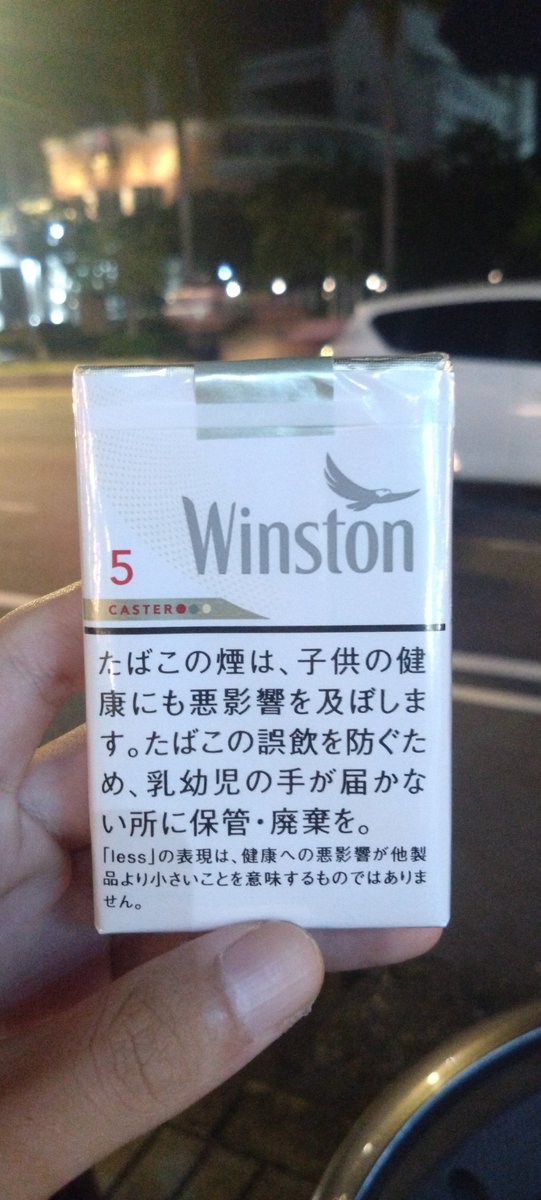 Winston
5
CASTER
たばこの煙は、子供の健
康にも悪影響を及ぼしま
す。たばこの誤飲を防ぐた
め、乳幼児の手が届かな
い所に保管・廃棄を。
「less」の表現は、健康への悪影響が他製
品より小さいことを意味するものではありま
せん。